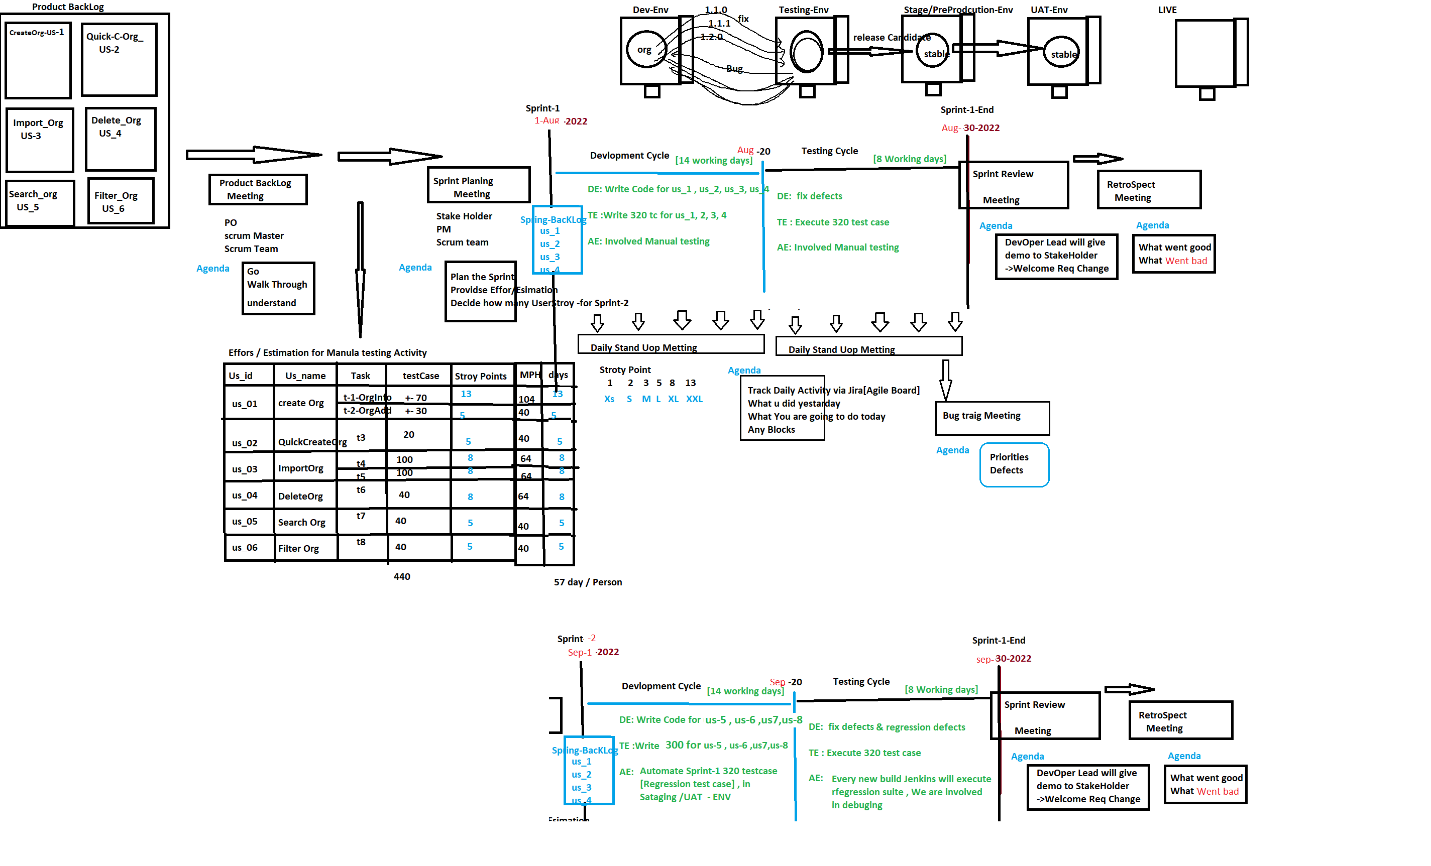 Product BackLog
CreateOrg-US-1
Quick-C-Org_
US-2
Import_Org
US-3
Delete_Org
US_4
Search_org
US_5
Filter_Org
US_6
Product BackLog
Meeting
PO
scrum Master
Scrum Team
Agenda
Go
Walk Through
understand
Sprint Planing
Meeting
Stake Holder
PM
Scrum team
Agenda
Plan the Sprint
Providse Effor/Esimation
Decide how many UserStroy -for Sprint-2
Dev-Env
org
1.1.0
fix
1.1.1
1.2.0
Bug
Testing-Env
release Candidate
Stage/PreProdcution-Env
stable
UAT-Env
stable
LIVE
Sprint-1
1-Aug -2022
Spring-BacKLog
us_1
us_2
us_3
us_4
Devlopment Cycle
[14 working days]
Aug -20
DE: Write Code for us_1 , us_2, us_3, us_4
TE :Write 320 tc for us_1, 2, 3, 4
AE: Involved Manual testing
Testing Cycle
[8 Working days]
DE: fix defects
TE : Execute 320 test case
AE: Involved Manual testing
Sprint-1-End
Aug- 30-2022
Sprint Review
Meeting
Agenda
DevOper Lead will give
demo to StakeHolder
->Welcome Req Change
RetroSpect
Meeting
Agenda
What went good
What Went bad
Daily Stand Uop Metting
Daily Stand Uop Metting
Stroty Point
1 2 3 5 8 13
Xs S M L XL XXL
Agenda
Track Daily Activity via Jira[Agile Board]
What u did yestanday
What You are going to do today
Any Blocks
Bug traig Meeting
Agenda
Priorities
Defects
Effors / Estimation for Manula testing Activity
Us_id Us_name Task testCase Stroy Points MPH days
us_01 create Org t-1-OrgInfo +- 70 13 104 13
t-2-OrgAdd +- 30 5 40 5
us_02 QuickCreateOrg t3 20 5 40 5
us_03 ImportOrg t4 100 8 64 8
t5 100 8 64 8
us_04 DeleteOrg t6 40 8 64 8
us_05 Search Org t7 40 5 40 5
us 06 Filter Org t8 40 5 40 5
440
57 day / Person
Sprint -2
Sep-1 -2022
Spring-BacKLog
us_1
us_2
us_3
us_4
Esimation
Devlopment Cycle
[14 working days]
Sep -20
DE: Write Code for us-5 , us-6 ,us7,us-8
TE :Write 300 for us-5 , us-6 ,us7,us-8
AE: Automate Sprint-1 320 testcase
[Regression test case] , in
Sataging /UAT - ENV
Testing Cycle
[8 Working days]
DE: fix defects & regression defects
TE : Execute 320 test case
AE: Every new build Jenkins will execute
rfegression suite , We are involved
in debuging
Sprint-1-End
sep- 30-2022
Sprint Review
Meeting
Agenda
DevOper Lead will give
demo to StakeHolder
->Welcome Req Change
RetroSpect
Meeting
Agenda
What went good
What Went bad